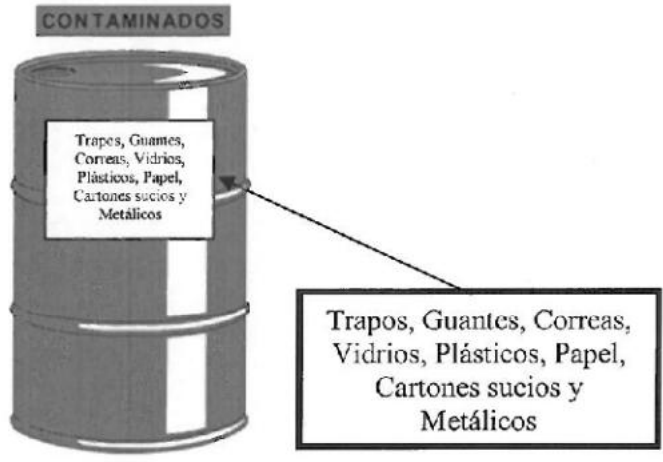 CONTAMINADOS
Trapos, Guantes,
Correas, Vidrios,
Plásticos, Papel,
Cartones sucios y
Metálicos
Trapos, Guantes, Correas,
Vidrios, Plásticos, Papel,
Cartones sucios y
Metálicos